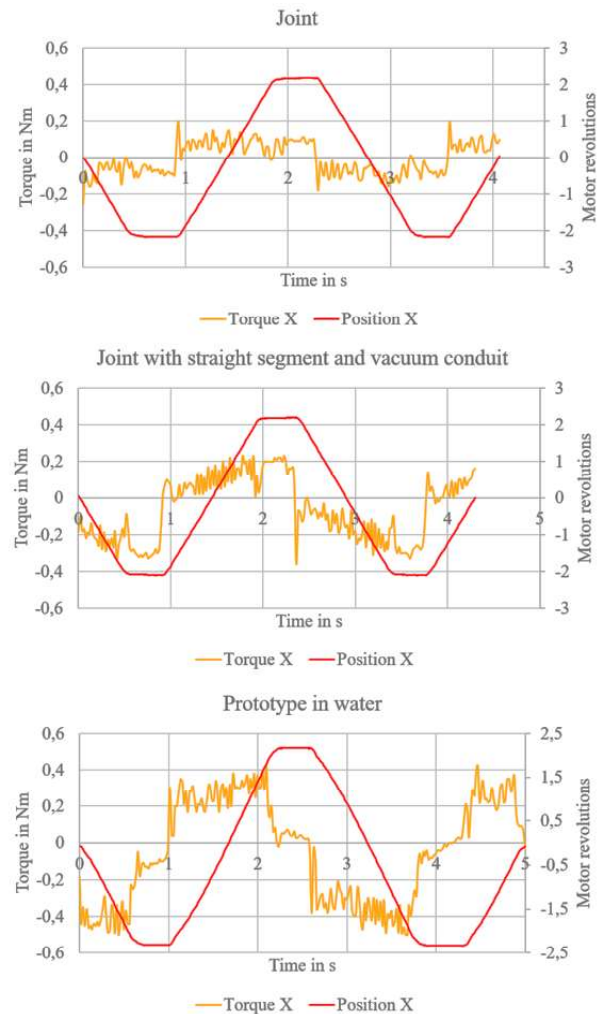 Joint
0,6 3
0,4 2
0,2 1
0 0
-0,2 -1
-0,4 -2
-0,6 -3
0 1 2 3 4
Torque in Nm
Motor revolutions
Time in s
Torque X Position X
Joint with straight segment and vacuum conduit
0,6 3
0,4 2
0,2 1
0 0
-0,2 -1
-0,4 -2
-0,6 -3
0 1 2 3 4 5
Torque in Nm
Motor revolutions
Time in s
Torque X Position X
Prototype in water
0,6 2,5
0,4 1,5
0,2 0,5
0
-0,2 -0,5
-0,4 -1,5
-0,6 -2,5
0 1 2 3 4 5
Torque in Nm
Motor revolutions
Time in s
Torque X Position X